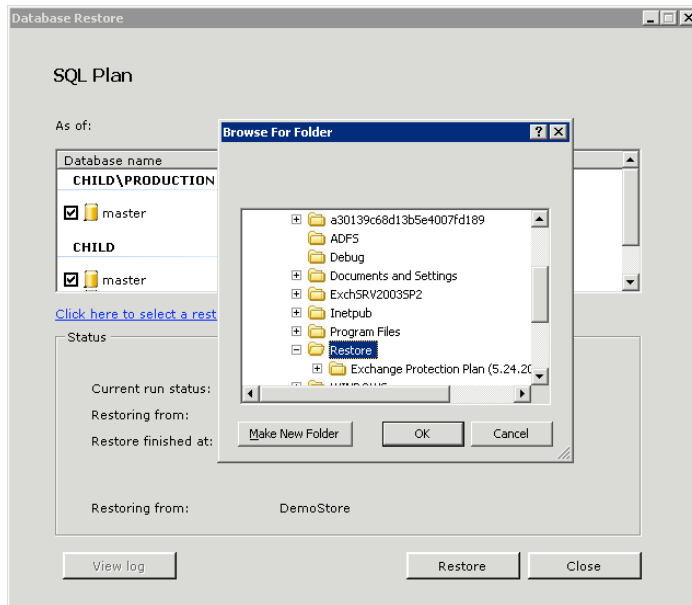 Database Restore
SQL Plan
As of:
Browse For Folder
Database name
CHILD\PRODUCTION
master
CHILD
master
Click here to select a rest
a30139c68d13b5e4007fd189
ADFS
Debug
Documents and Settings
ExchSRV2003SP2
Inetpub
Program Files
Restore
Exchange Protection Plan (5.24.20
WINDOWS
Make New Folder
OK
Cancel
Status
Current run status:
Restoring from:
Restore finished at:
Restoring from: DemoStore
View log
Restore
Close